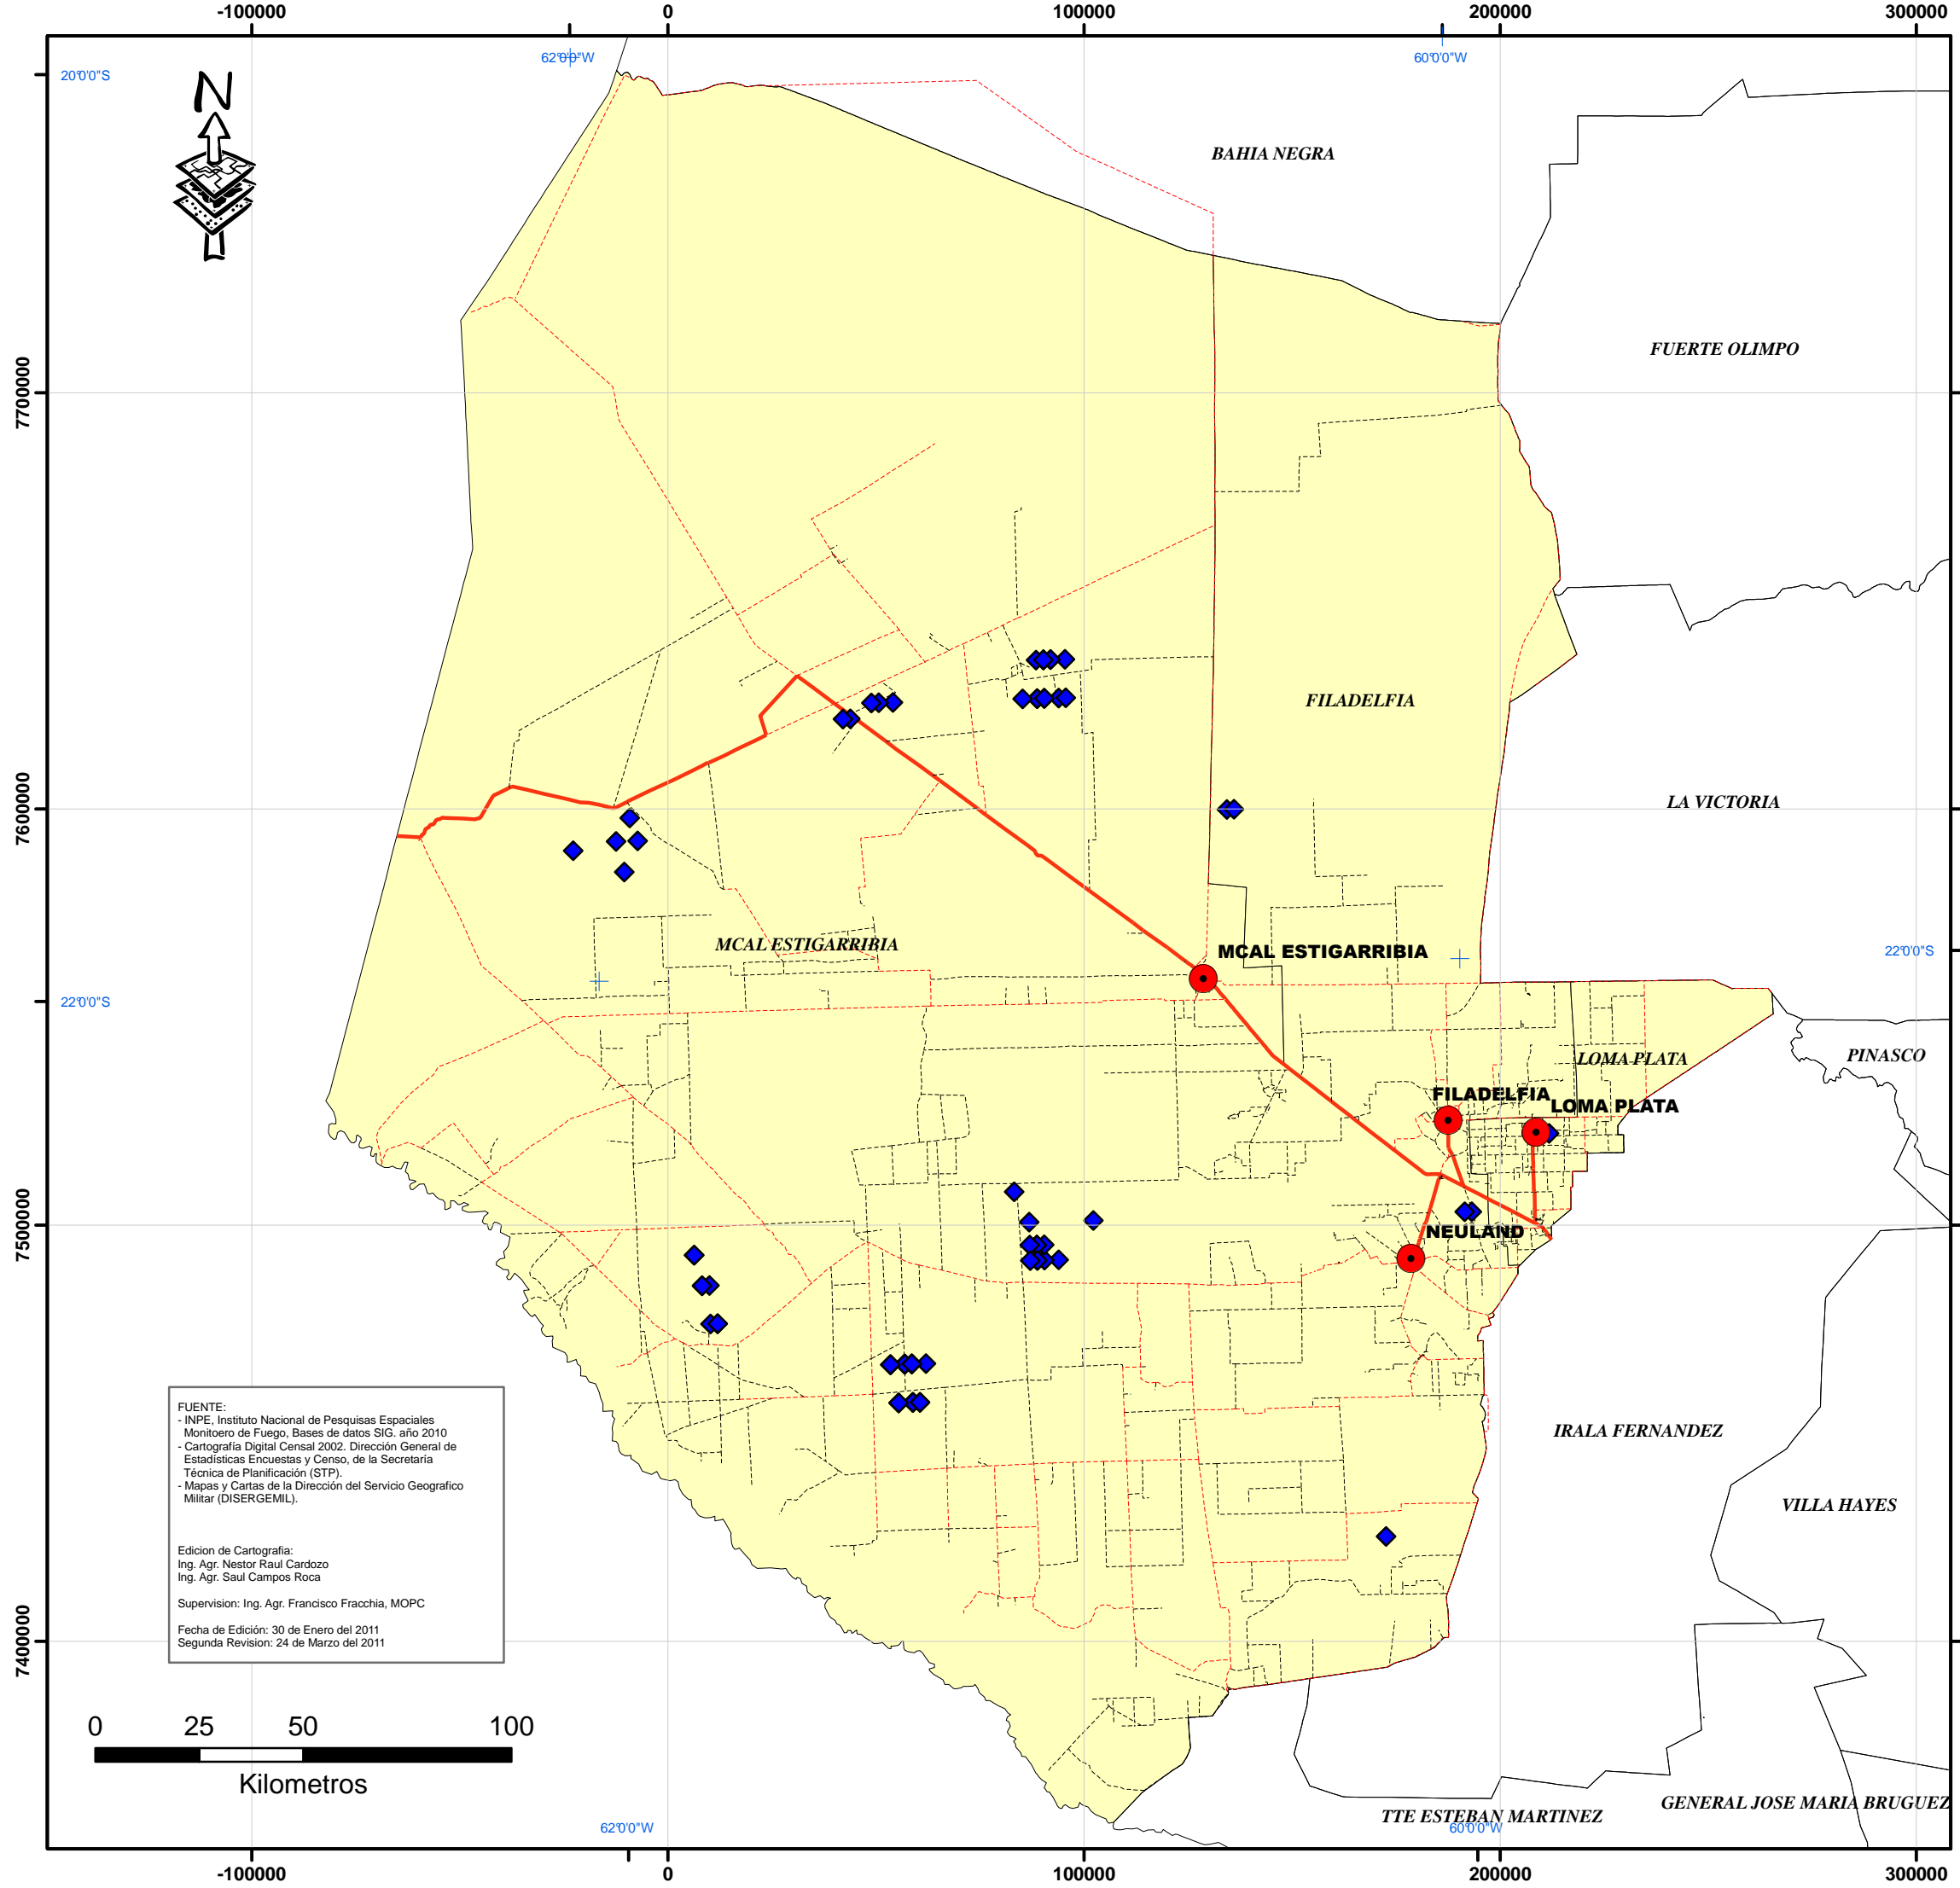 -100000 0 100000 200000 300000
62°0'0"W 60°0'0"W
20°0'0"S
N
BAHIA NEGRA
FUERTE OLIMPO
7700000
FILADELFIA
LA VICTORIA
7600000
MCAL ESTIGARRIBIA
MCAL ESTIGARRIBIA
22°0'0"S
22°0'0"S
LOMA PLATA
PINASCO
FILADELFIA
LOMA PLATA
7500000
NEULAND
IRALA FERNANDEZ
VILLA HAYES
FUENTE:
- INPE, Instituto Nacional de Pesquisas Espaciales
Monitoero de Fuego, Bases de datos SIG. año 2010
- Cartografía Digital Censal 2002. Dirección General de
Estadísticas Encuestas y Censo, de la Secretaría
Técnica de Planificación (STP).
- Mapas y Cartas de la Dirección del Servicio Geografico
Militar (DISERGEMIL).
Edicion de Cartografia:
Ing. Agr. Nestor Raul Cardozo
Ing. Agr. Saul Campos Roca
Supervision: Ing. Agr. Francisco Fracchia, MOPC
Fecha de Edición: 30 de Enero del 2011
Segunda Revision: 24 de Marzo del 2011
7400000
0 25 50 100
Kilometros
GENERAL JOSE MARIA BRUGUEZ
TTE ESTEBAN MARTINEZ
62°0'0"W 60°0'0"W
-100000 0 100000 200000 300000